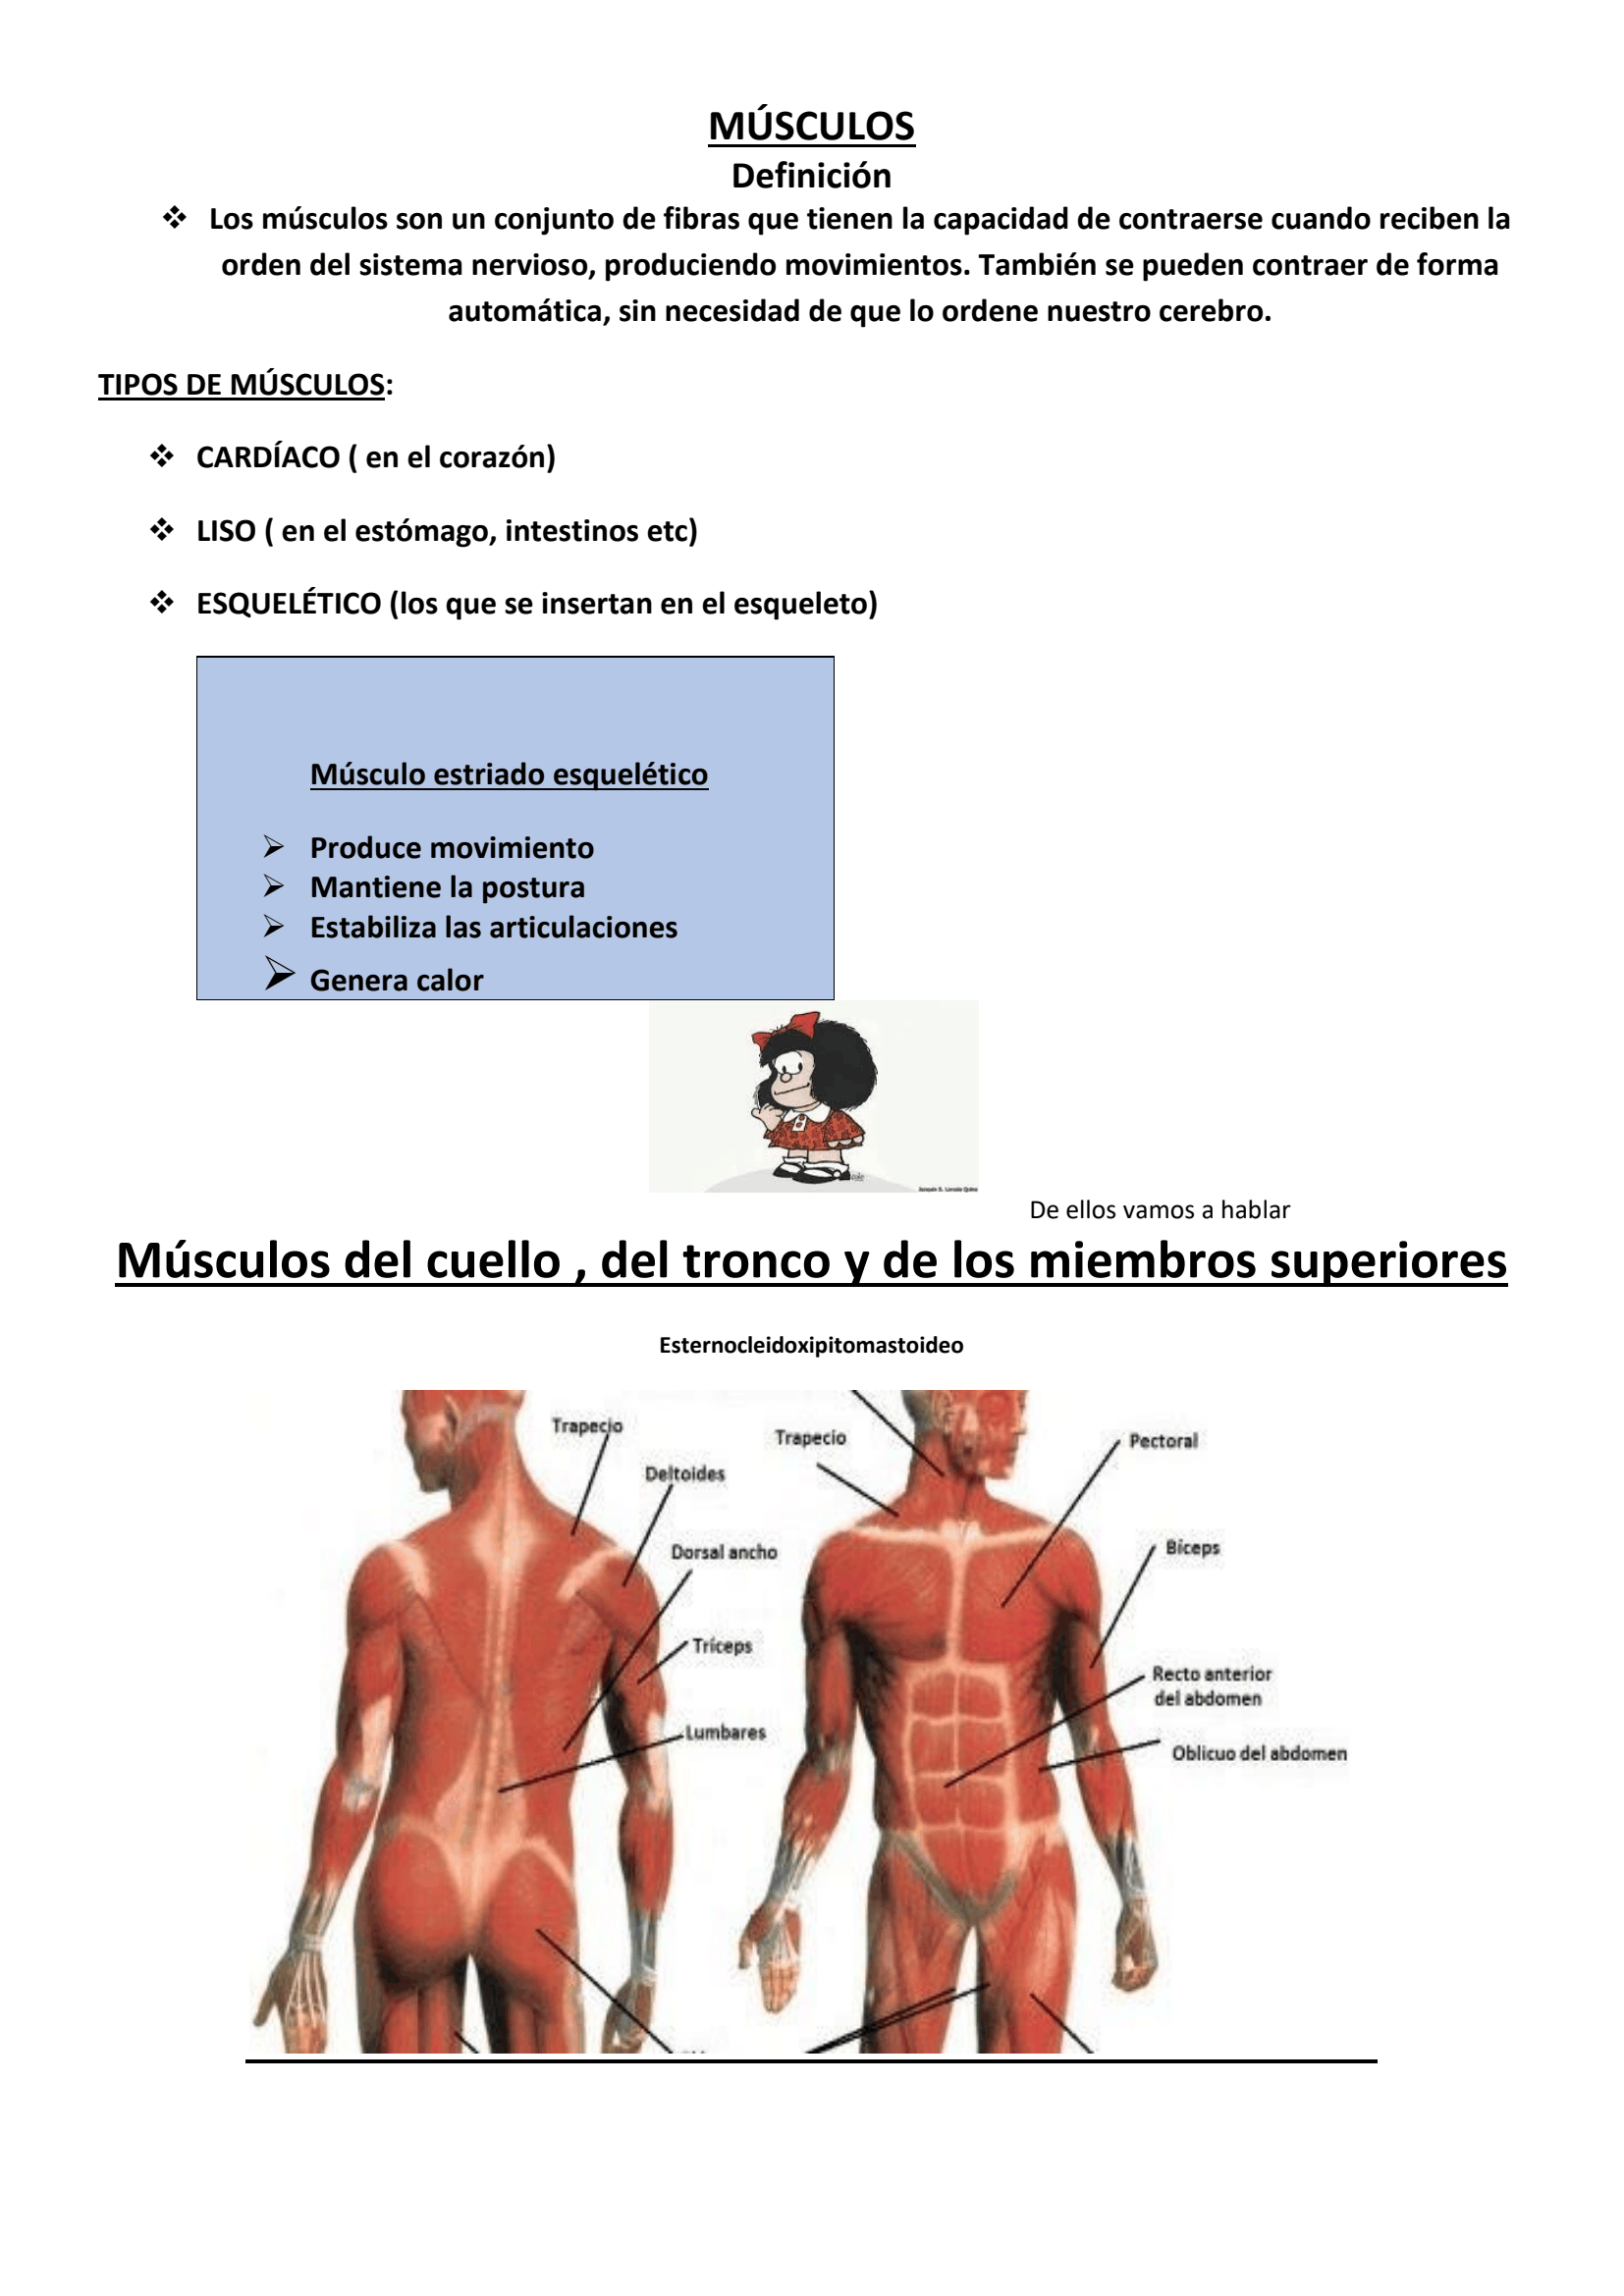 MÚSCULOS
Definición
❖ Los músculos son un conjunto de fibras que tienen la capacidad de contraerse cuando reciben la
orden del sistema nervioso, produciendo movimientos. También se pueden contraer de forma
automática, sin necesidad de que lo ordene nuestro cerebro.
TIPOS DE MÚSCULOS:
❖ CARDÍACO ( en el corazón)
❖ LISO ( en el estómago, intestinos etc)
❖ ESQUELÉTICO (los que se insertan en el esqueleto)
Músculo estriado esquelético
➢ Produce movimiento
➢ Mantiene la postura
➢ Estabiliza las articulaciones
➢ Genera calor
De ellos vamos a hablar
Músculos del cuello , del tronco y de los miembros superiores
Esternocleidoxipitomastoideo
Trapecio
Deltoides
Dorsal ancho
Tríceps
Lumbares
Trapecio
Pectoral
Bíceps
Recto anterior
del abdomen
Oblicuo del abdomen